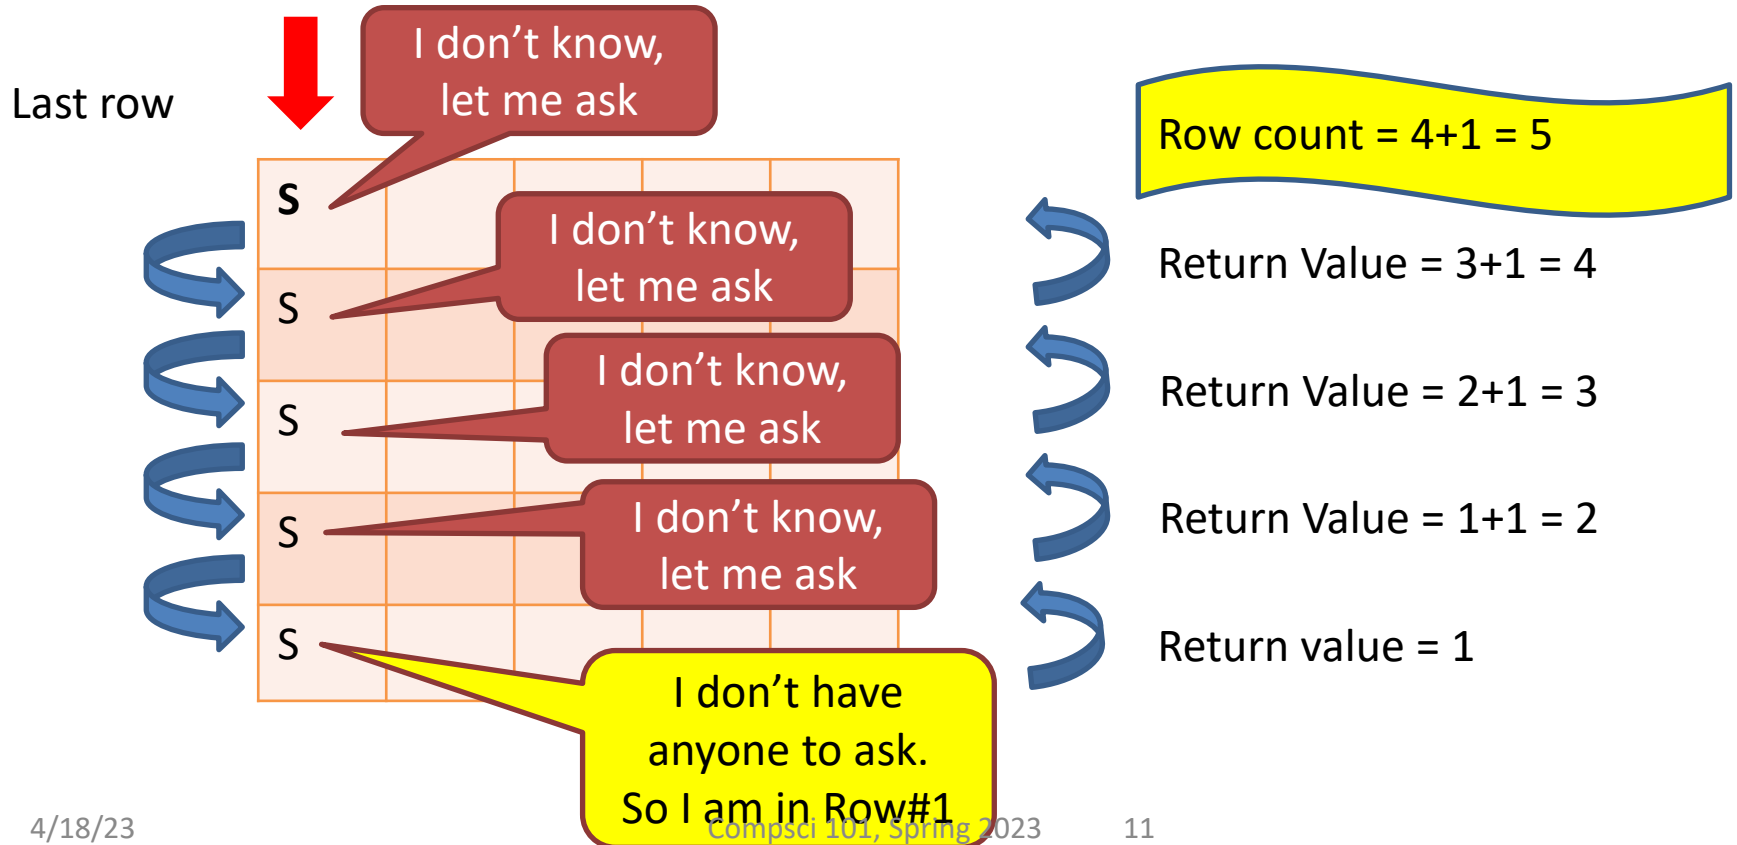 I don’t know,
let me ask
Last row
Row count = 4+1 = 5
S
I don’t know,
let me ask
Return Value = 3+1 = 4
S
I don’t know,
let me ask
Return Value = 2+1 = 3
S
I don’t know,
let me ask
Return Value = 1+1 = 2
S
S
Return value = 1
I don’t have
anyone to ask.
So I am in Row#1
4/18/23
Compsci 101, Spring 2023
11